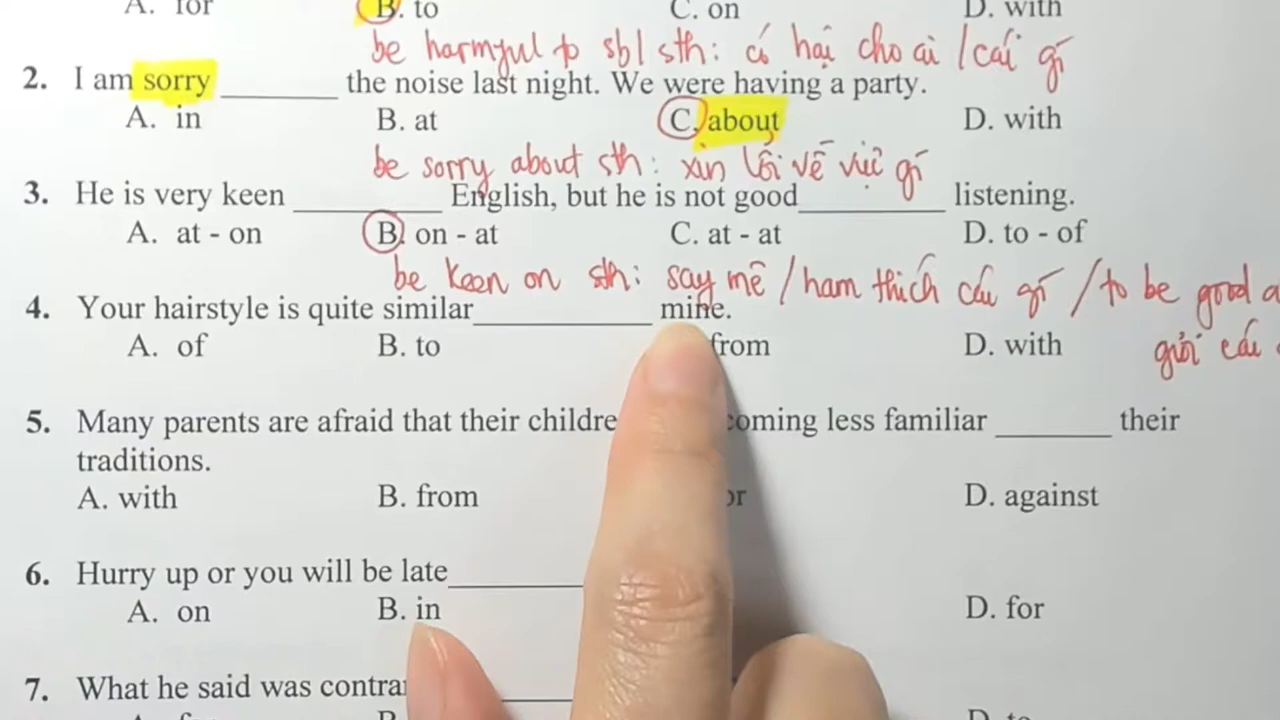 A. for B. to C. on D. with
be harmful to sb/ sth: có hại cho ai /cái gì
2. I am sorry ________ the noise last night. We were having a party.
A. in B. at C. about D. with
be sorry about sth: xin lỗi về việc gì
3. He is very keen __________ English, but he is not good__________ listening.
A. at - on B. on - at C. at - at D. to - of
be keen on sth: say mê / ham thích cái gì / to be good a
4. Your hairstyle is quite similar____________ mine.
giỏi cái
A. of B. to from D. with
5. Many parents are afraid that their childre coming less familiar ________ their
traditions.
A. with B. from or D. against
6. Hurry up or you will be late_________
A. on B. in D. for
7. What he said was contra
D. to